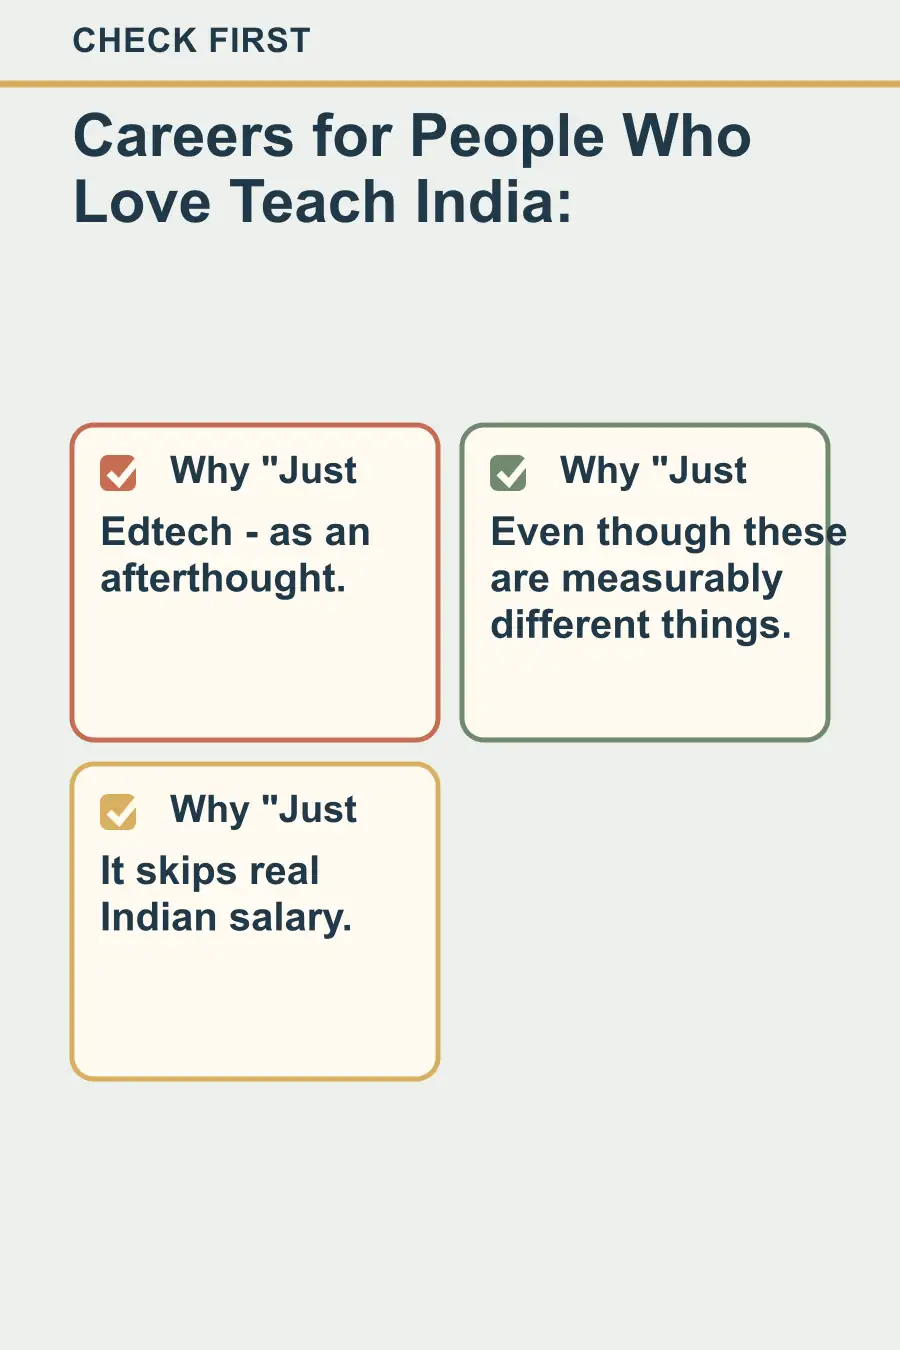 CHECK FIRST
Careers for People Who
Love Teach India:
Why "Just
Edtech - as an
afterthought.
Why "Just
Even though these
are measurably
different things.
Why "Just
It skips real
Indian salary.